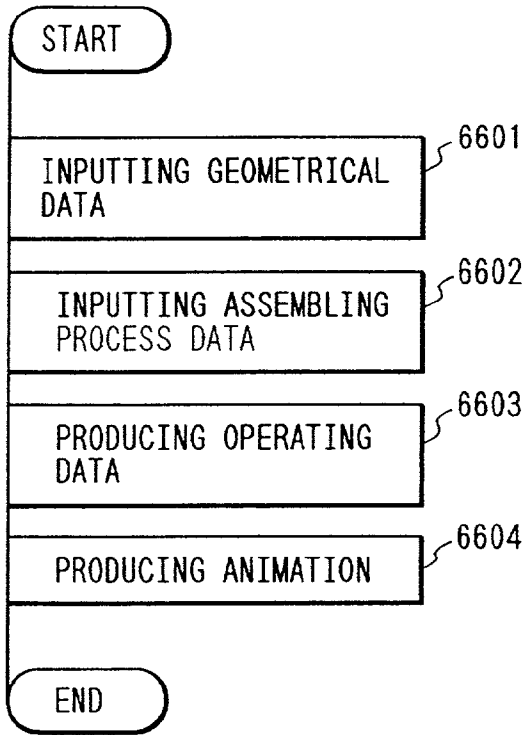 START
6601
INPUTTING GEOMETRICAL
DATA
6602
INPUTTING ASSEMBLING
PROCESS DATA
6603
PRODUCING OPERATING
DATA
6604
PRODUCING ANIMATION
END